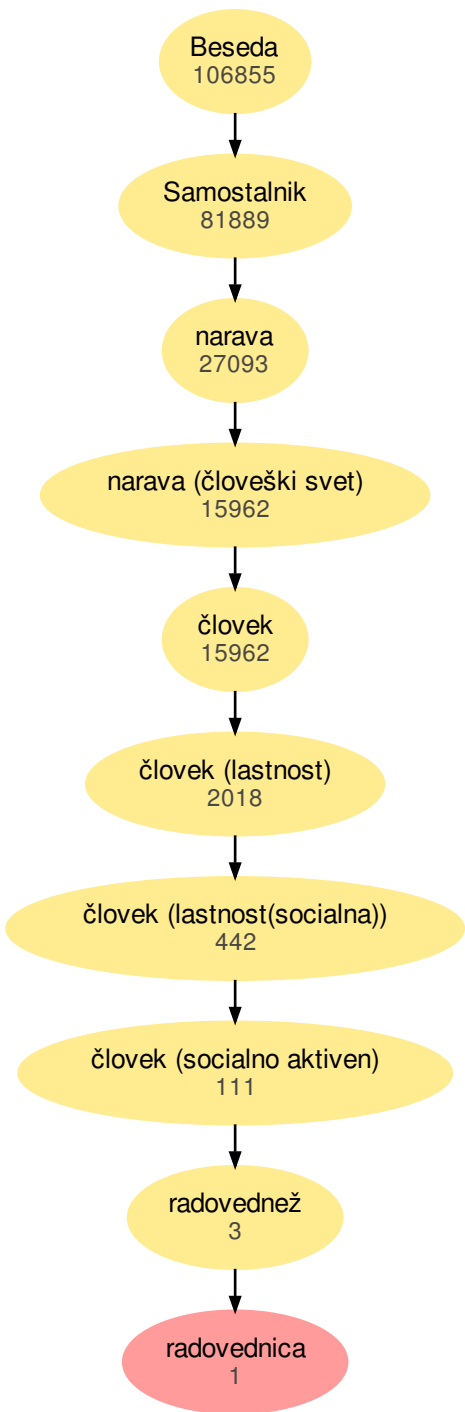 Beseda
106855
Samostalnik
81889
narava
27093
narava (človeški svet)
15962
človek
15962
človek (lastnost)
2018
človek (lastnost(socialna))
442
človek (socialno aktiven)
111
radovednež
3
radovednica
1